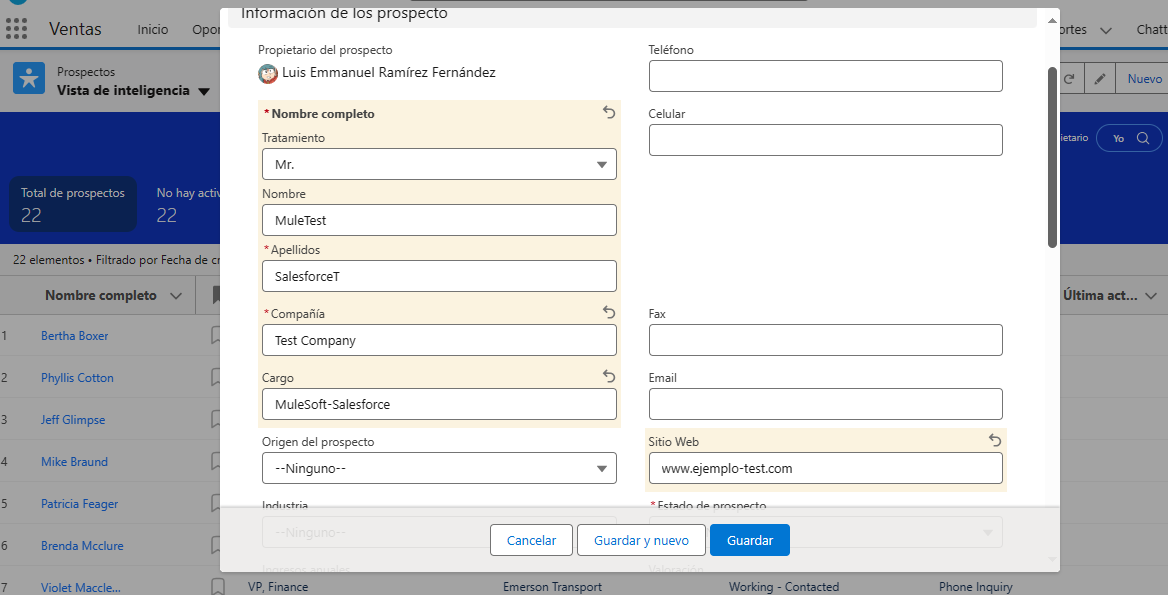 Ventas
Inicio
Opor
ortes
Chatt
Prospectos
Vista de inteligencia
Nuevo
ietario
Yo
Total de prospectos
22
No hay activ
22
22 elementos • Filtrado por Fecha de cr
Nombre completo
Última act...
1 Bertha Boxer
2 Phyllis Cotton
3 Jeff Glimpse
4 Mike Braund
5 Patricia Feager
6 Brenda Mcclure
7 Violet Maccle...
VP, Finance
Emerson Transport
Working - Contacted
Phone Inquiry
Información de los prospecto
Propietario del prospecto
Luis Emmanuel Ramírez Fernández
Teléfono
* Nombre completo
Celular
Tratamiento
Mr.
Nombre
MuleTest
* Apellidos
SalesforceT
* Compañía
Test Company
Fax
Cargo
MuleSoft-Salesforce
Email
Origen del prospecto
--Ninguno--
Sitio Web
www.ejemplo-test.com
Industria
--Ninguno--
* Estado de prospecto
Cancelar
Guardar y nuevo
Guardar
Ingresos anuales
Valoración